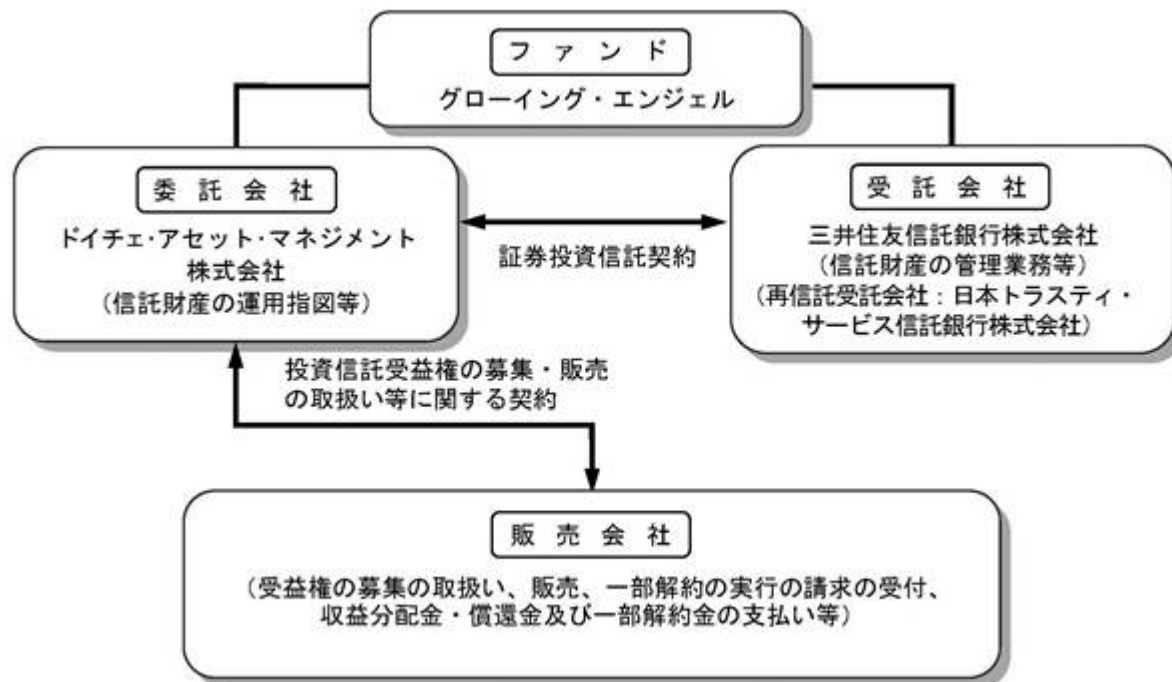 ファンド
グローイング・エンジェル
委託会社
ドイチェ・アセット・マネジメント
株式会社
(信託財産の運用指図等)
証券投資信託契約
受託会社
三井住友信託銀行株式会社
(信託財産の管理業務等)
(再信託受託会社:日本トラスティ・
サービス信託銀行株式会社)
投資信託受益権の募集・販売
の取扱い等に関する契約
販売会社
(受益権の募集の取扱い、販売、一部解約の実行の請求の受付、
収益分配金・償還金及び一部解約金の支払い等)